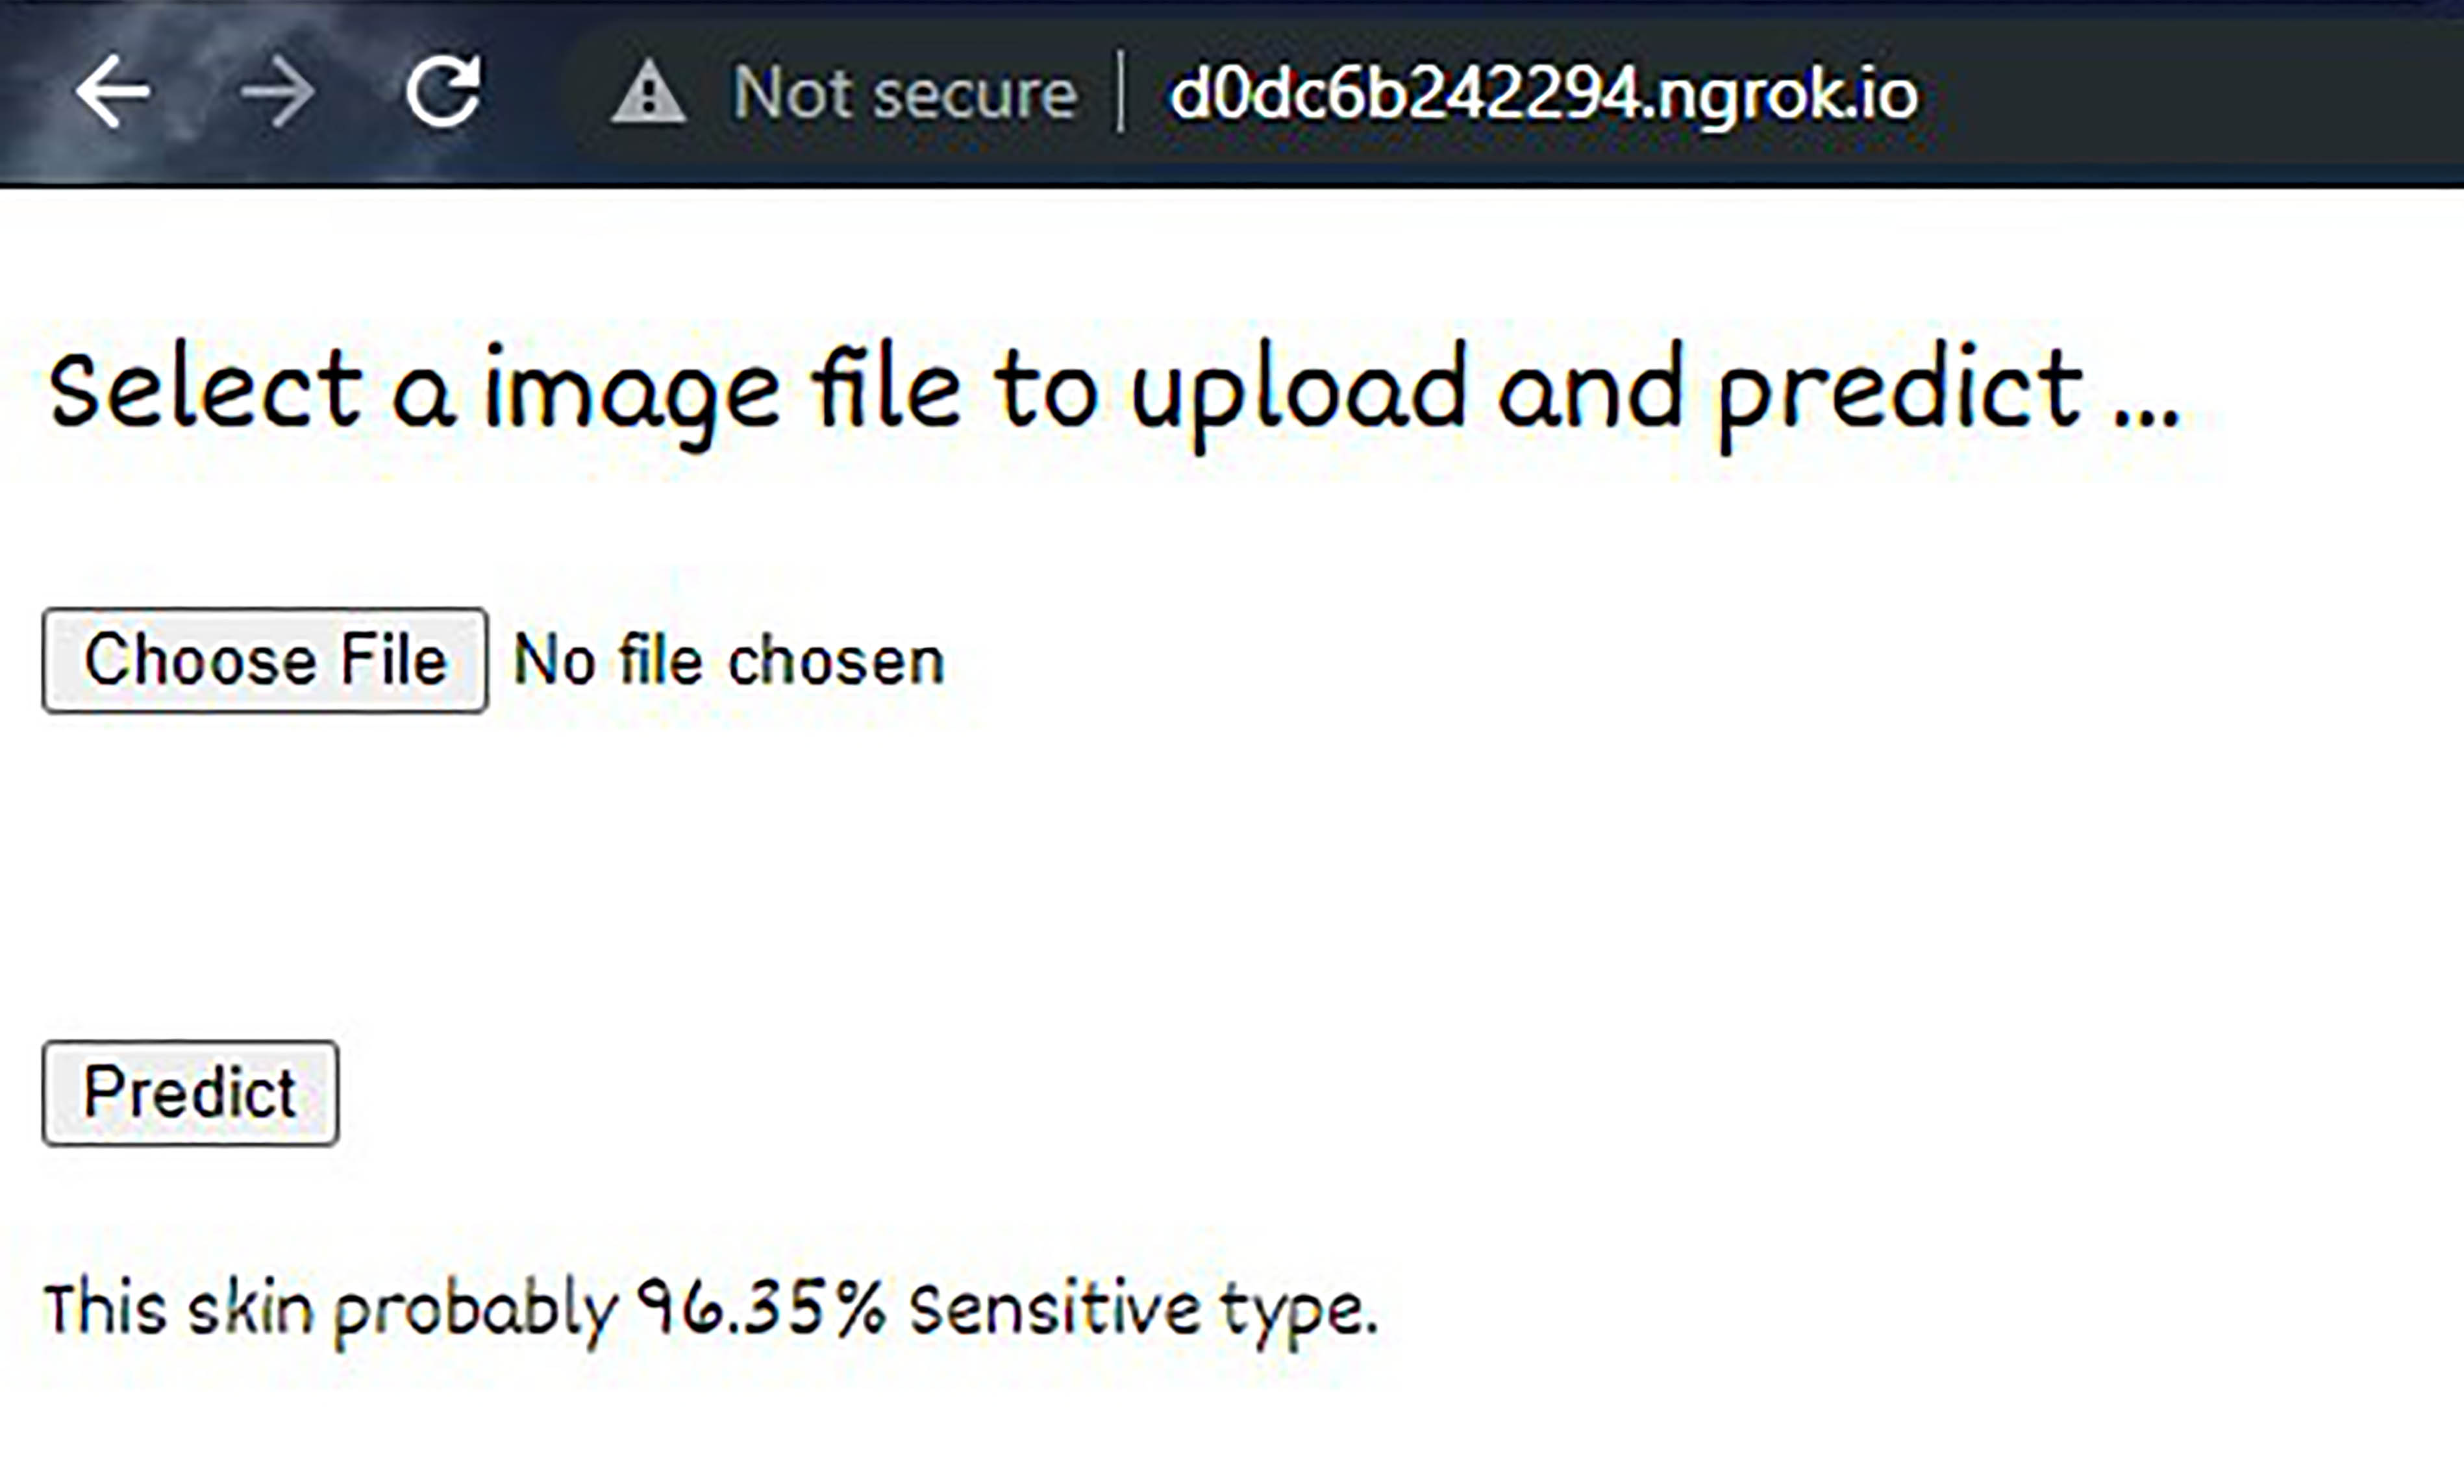 Not secure | d0dc6b242294.ngrok.io
Select a image file to upload and predict ...
Choose File No file chosen
Predict
This skin probably 96.35% Sensitive type.